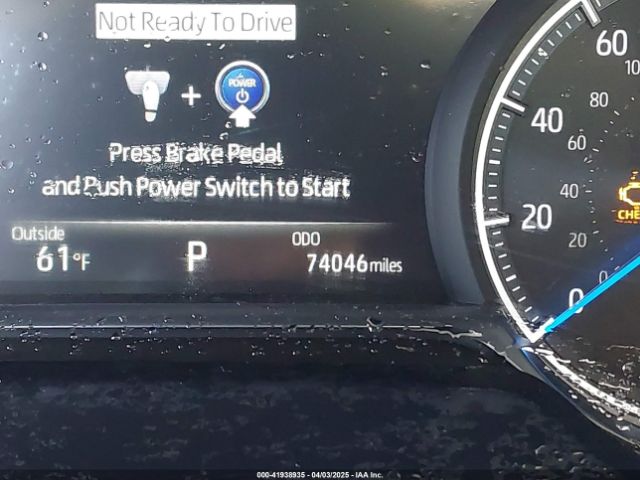 Not Ready To Drive
POWER
+
Press Brake Pedal
and Push Power Switch to Start
Outside
61°F
P
ODO
74046 miles
60
80
40
60
40
20
20
0
0
000-41938935 - 04/03/2025 - IAA Inc.